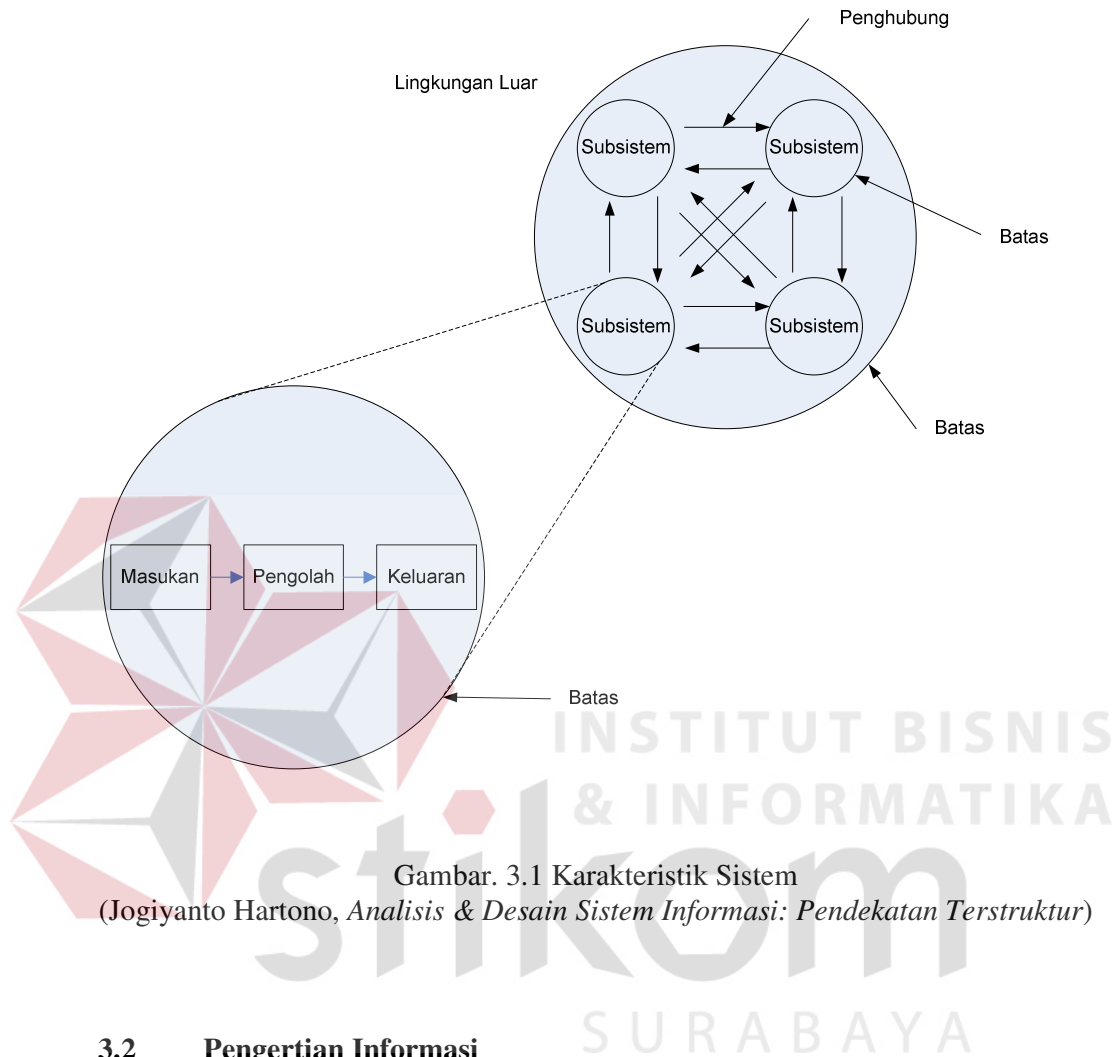 Penghubung
Lingkungan Luar
Subsistem
Subsistem
Batas
Subsistem
Subsistem
Batas
Masukan
Pengolah
Keluaran
Batas
INSTITUT BISNIS
& INFORMATIKA
stikom
SURABAYA
Gambar. 3.1 Karakteristik Sistem
(Jogiyanto Hartono, Analisis & Desain Sistem Informasi: Pendekatan Terstruktur)
3.2 Pengertian Informasi